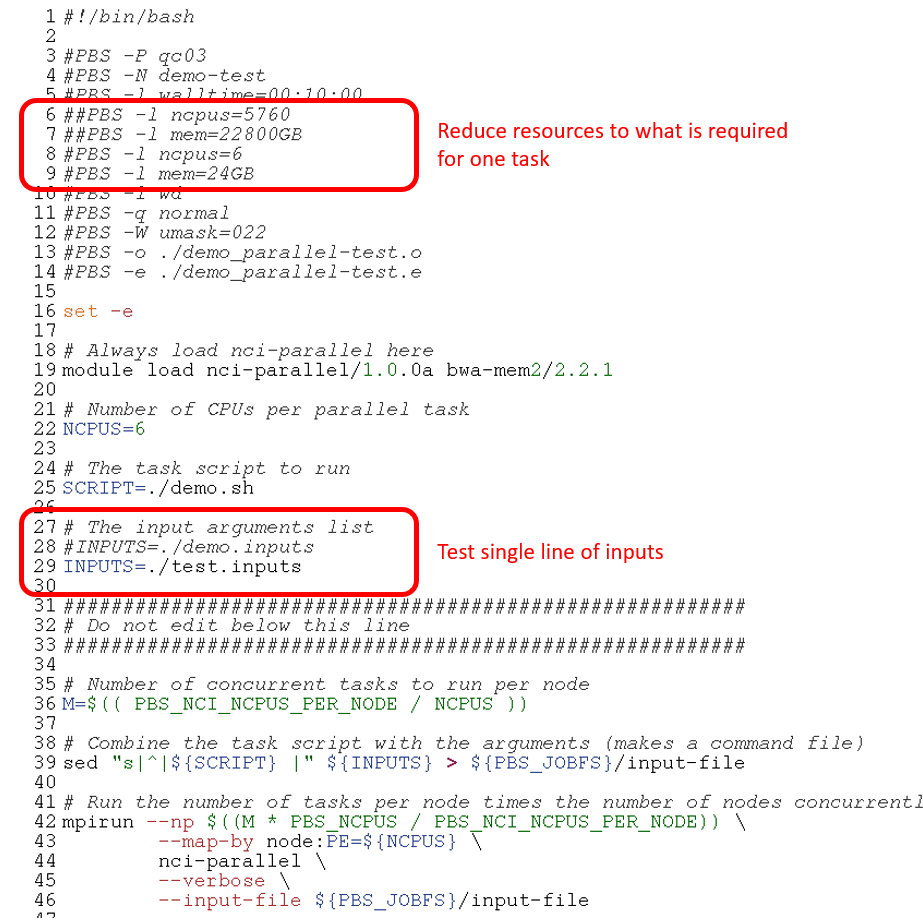 1 #!/bin/bash
2
3 #PBS -P qc03
4 #PBS -N demo-test
5 #PBS -l walltime=00:10:00
6 ##PBS -l ncpus=5760
7 ##PBS -l mem=22800GB
8 #PBS -l ncpus=6
9 #PBS -l mem=24GB
Reduce resources to what is required
for one task
10 #PBS -l wd
11 #PBS -q normal
12 #PBS -W umask=022
13 #PBS -o ./demo_parallel-test.o
14 #PBS -e ./demo_parallel-test.e
15
16 set -e
17
18 # Always load nci-parallel here
19 module load nci-parallel/1.0.0a bwa-mem2/2.2.1
20
21 # Number of CPUs per parallel task
22 NCPUS=6
23
24 # The task script to run
25 SCRIPT=./demo.sh
26
27 # The input arguments list
28 #INPUTS=./demo.inputs
29 INPUTS=./test.inputs
Test single line of inputs
30
31 #########################################################
32 # Do not edit below this line
33 #########################################################
34
35 # Number of concurrent tasks to run per node
36 M=$(( PBS_NCI_NCPUS_PER_NODE / NCPUS ))
37
38 # Combine the task script with the arguments (makes a command file)
39 sed "s|^|${SCRIPT} |" ${INPUTS} > ${PBS_JOBFS}/input-file
40
41 # Run the number of tasks per node times the number of nodes concurrentl
42 mpirun --np $((M * PBS_NCPUS / PBS_NCI_NCPUS_PER_NODE)) \
43 --map-by node:PE=${NCPUS} \
44 nci-parallel \
45 --verbose \
46 --input-file ${PBS_JOBFS}/input-file
47